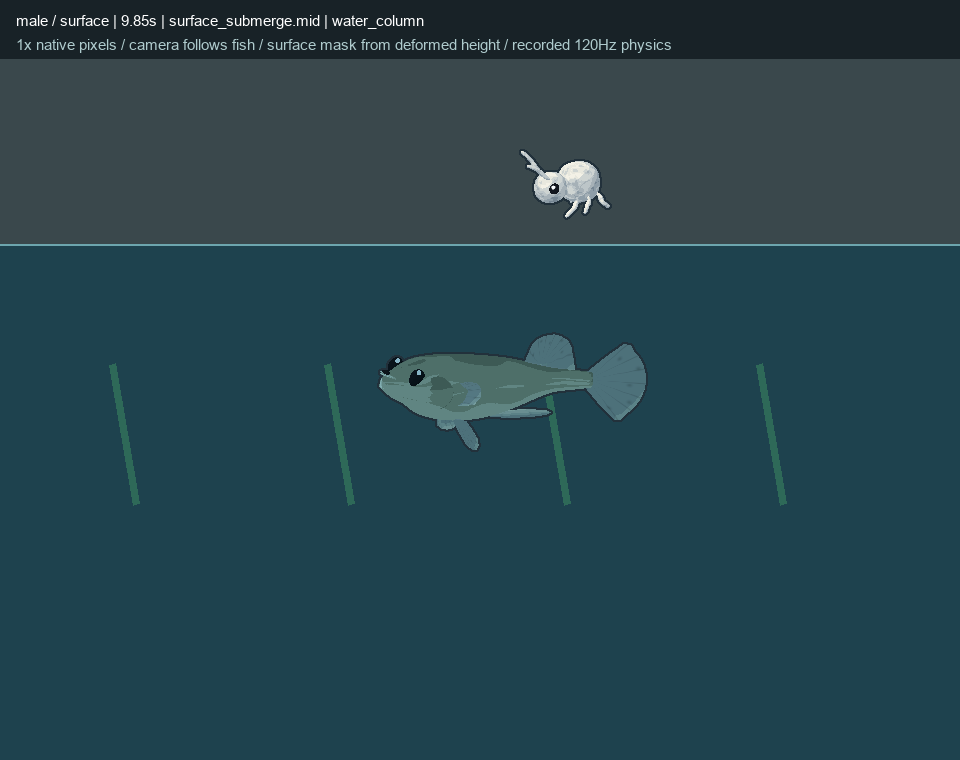 male / surface | 9.85s | surface_submerge.mid | water_column
1x native pixels / camera follows fish / surface mask from deformed height / recorded 120Hz physics